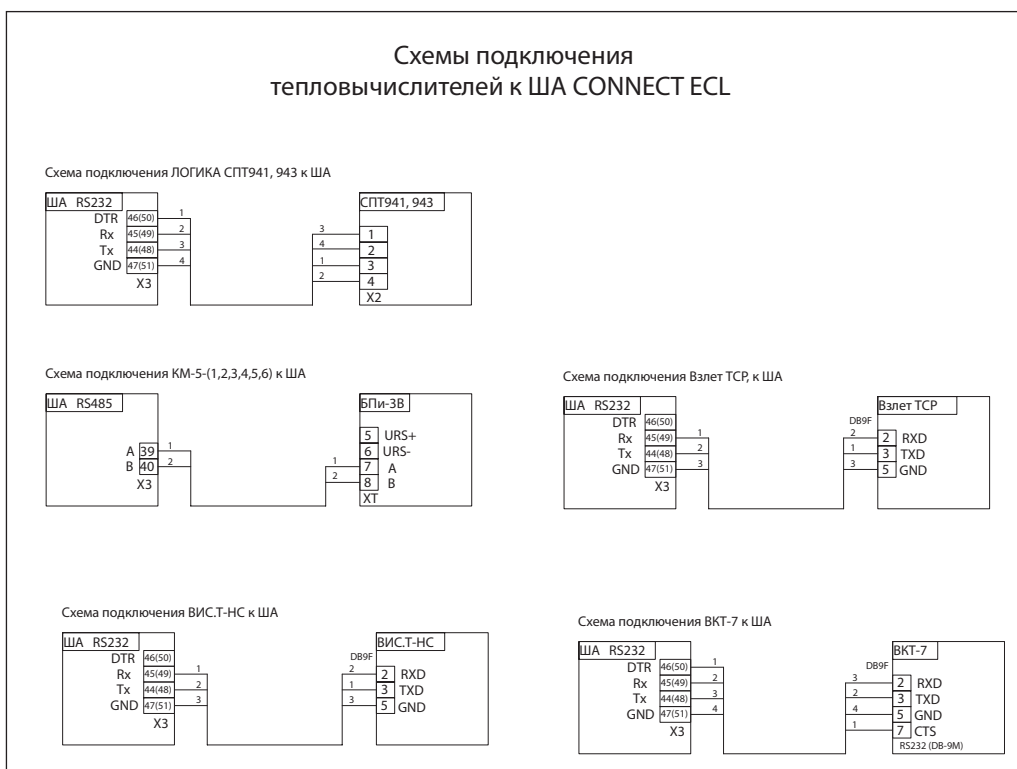 Схемы подключения
тепловычислителей к ША CONNECT ECL
Схема подключения ЛОГИКА СПТ941, 943 к ША
ША RS232
DTR 46(50) 1
Rx 45(49) 2
Tx 44(48) 3
GND 47(51) 4
X3
СПТ941, 943
3 1
4 2
1 3
2 4
X2
Схема подключения КМ-5-(1,2,3,4,5,6) к ША
ША RS485
A 39 1
B 40 2
X3
БПи-3В
5 URS+
6 URS-
1 7 A
2 8 B
XT
Схема подключения Взлет ТСР, к ША
ША RS232
DTR 46(50)
Rx 45(49) 1
Tx 44(48) 2
GND 47(51) 3
X3
Взлет ТСР
DB9F
2 2 RXD
1 3 TXD
3 5 GND
Схема подключения ВИС.Т-НС к ША
ША RS232
DTR 46(50)
Rx 45(49) 1
Tx 44(48) 2
GND 47(51) 3
X3
ВИС.Т-НС
DB9F
2 2 RXD
1 3 TXD
3 5 GND
Схема подключения ВКТ-7 к ША
ША RS232
DTR 46(50) 1
Rx 45(49) 2
Tx 44(48) 3
GND 47(51) 4
X3
ВКТ-7
DB9F
3 2 RXD
2 3 TXD
4 5 GND
1 7 CTS
RS232 (DB-9M)